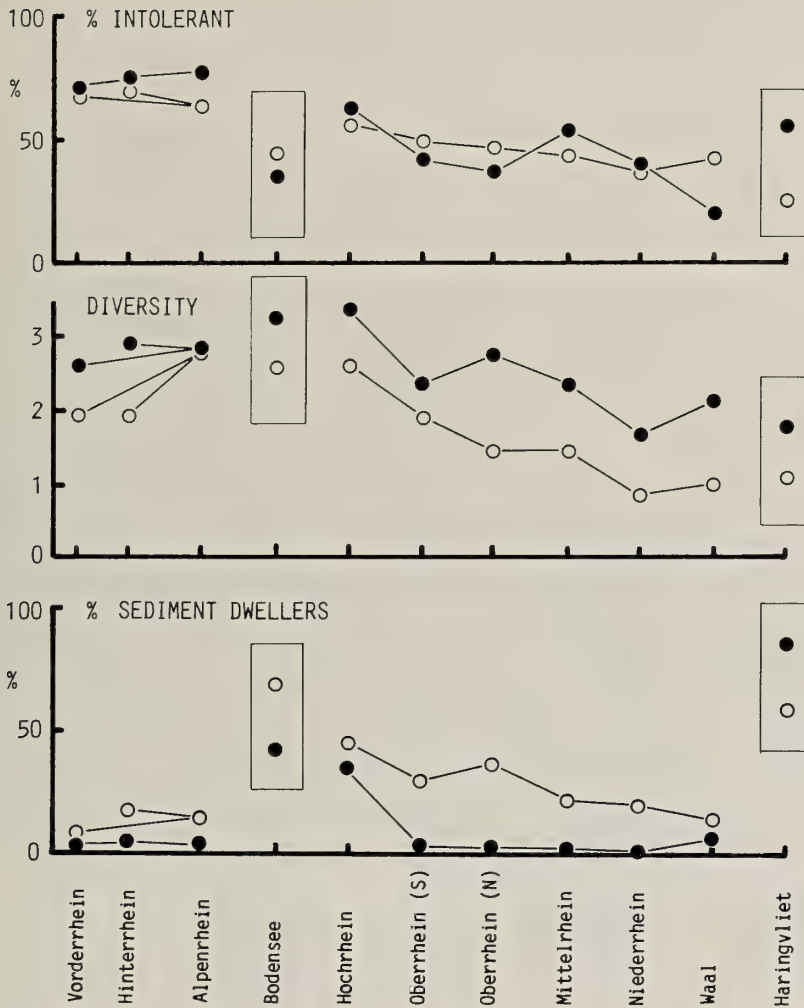 % INTOLERANT
100
%
50
0
DIVERSITY
3
2
1
0
% SEDIMENT DWELLERS
100
%
50
0
Vorderrhein
Hinterrhein
Alpenrhein
Bodensee
Hochrhein
Oberrhein (S)
Oberrhein (N)
Mittelrhein
Niederrhein
Waal
Haringvliet